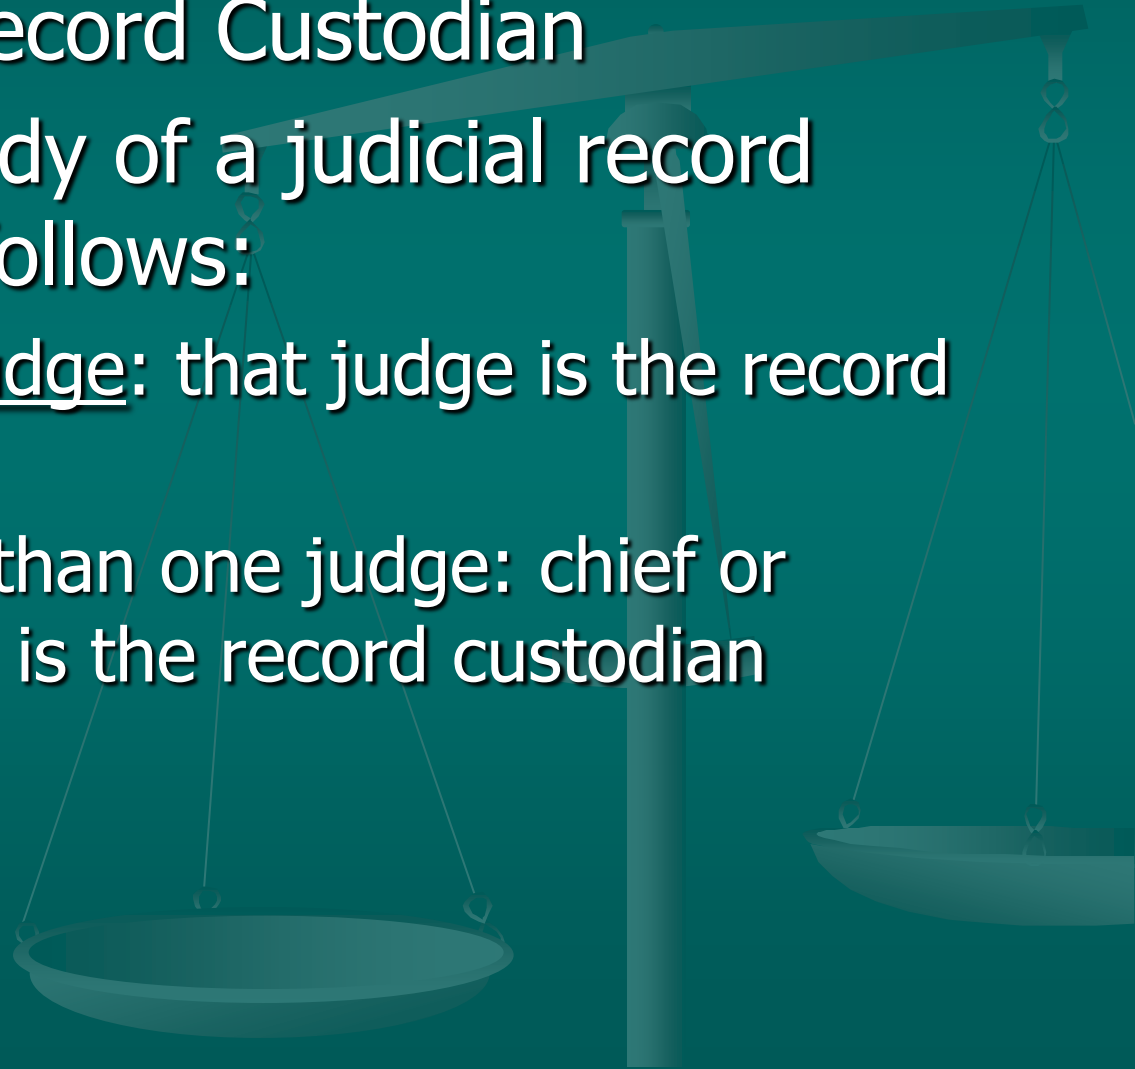 ecord Custodian
dy of a judicial record
ollows:
dge: that judge is the record
than one judge: chief or
is the record custodian